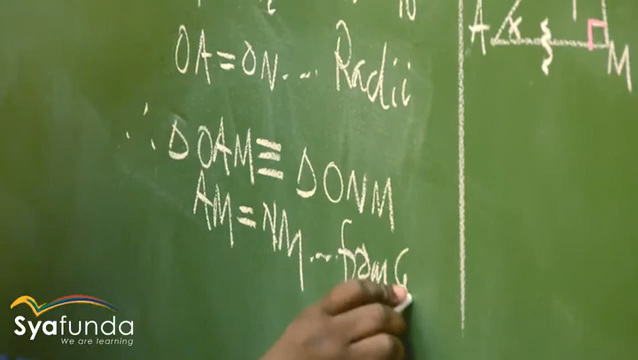 OA = ON ... Radii
∴ ΔOAM ≡ ΔONM
AM = NM ... from C
A
x
M
Syafunda
We are learning